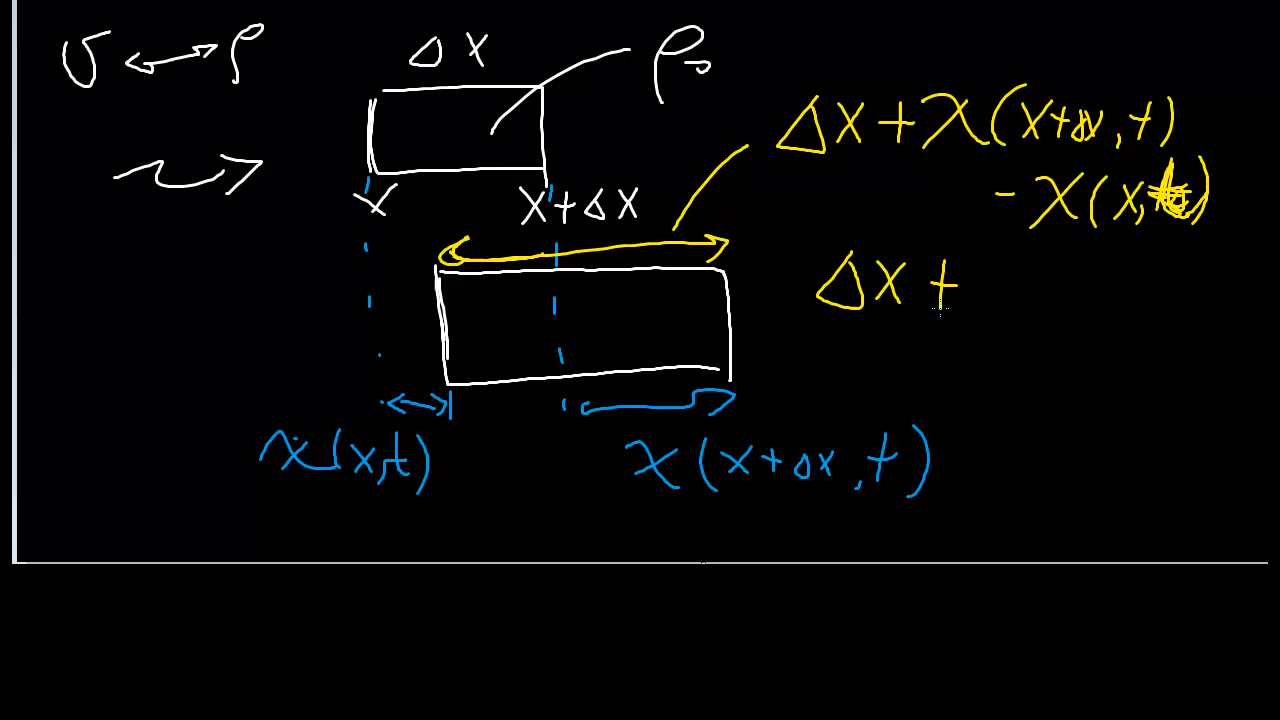 σ ↔ ρ
Δx
ρ₀
Δx + χ(x+Δx, t)
- χ(x, t)
x
x+Δx
Δx +
χ(x,t)
χ(x+Δx, t)